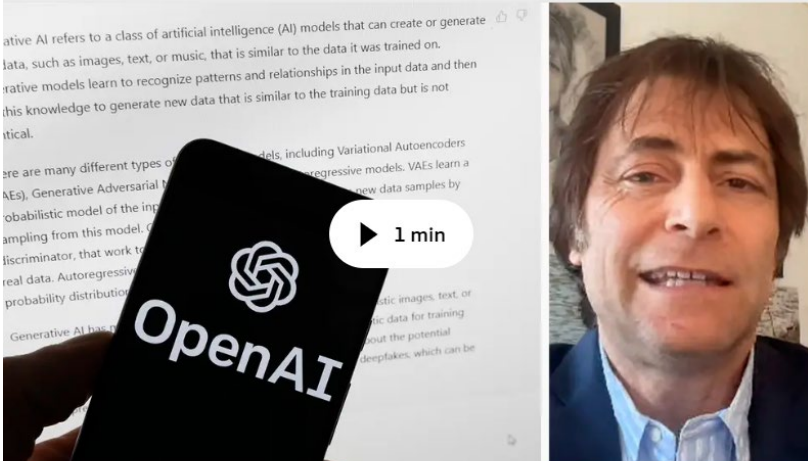 ative AI refers to a class of artificial intelligence (AI) models that can create or generate
data, such as images, text, or music, that is similar to the data it was trained on.
erative models learn to recognize patterns and relationships in the input data and then
this knowledge to generate new data that is similar to the training data but is not
ntical.
ere are many different types of dels, including Variational Autoencoders
AEs), Generative Adversarial N oregressive models. VAEs learn a
robabilistic model of the inp new data samples by
ampling from this model.
discriminator, that work to
real data. Autoregressive
probability distribution
stic images, text, or
tic data for training
Generative AI has
bout the potential
deepfakes, which can be
1 min
OpenAI